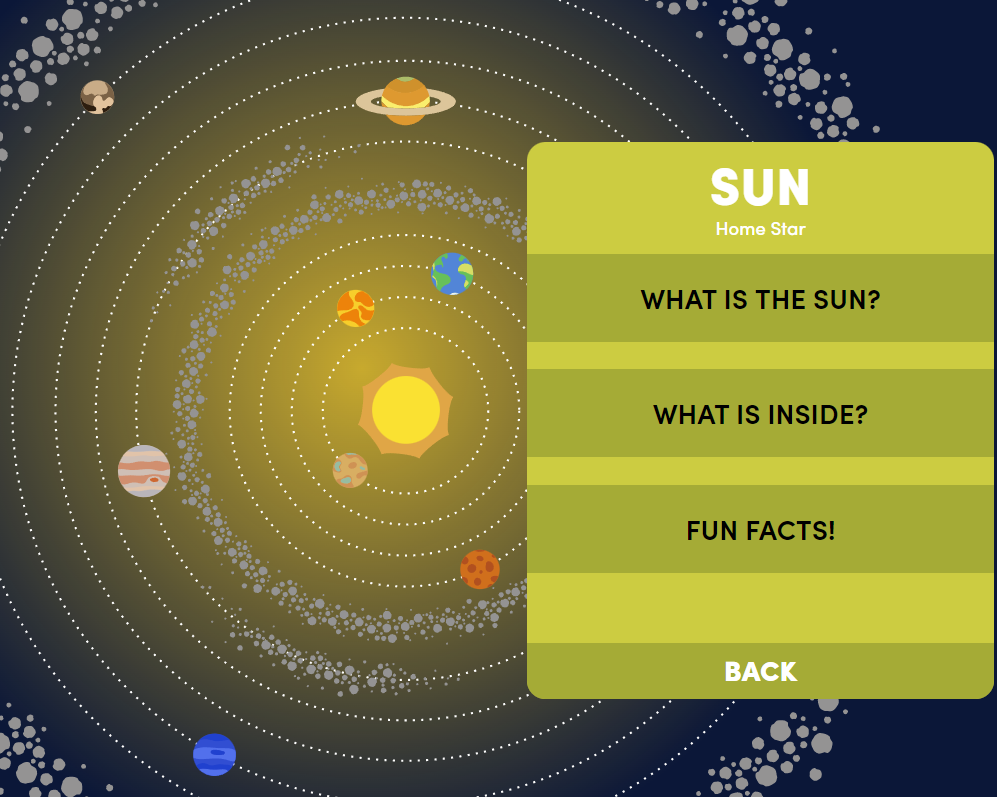 SUN
Home Star
WHAT IS THE SUN?
WHAT IS INSIDE?
FUN FACTS!
BACK